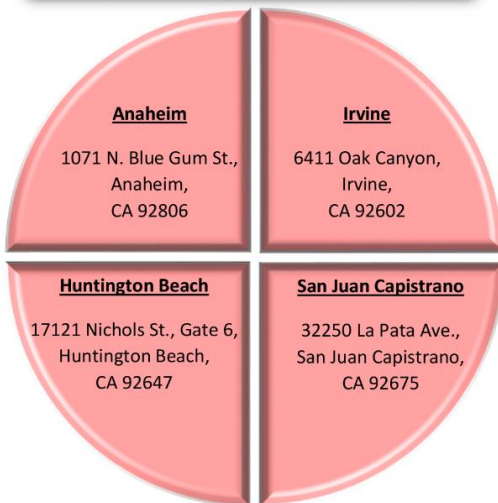 Anaheim
1071 N. Blue Gum St.,
Anaheim,
CA 92806
Irvine
6411 Oak Canyon,
Irvine,
CA 92602
Huntington Beach
17121 Nichols St., Gate 6,
Huntington Beach,
CA 92647
San Juan Capistrano
32250 La Pata Ave.,
San Juan Capistrano,
CA 92675